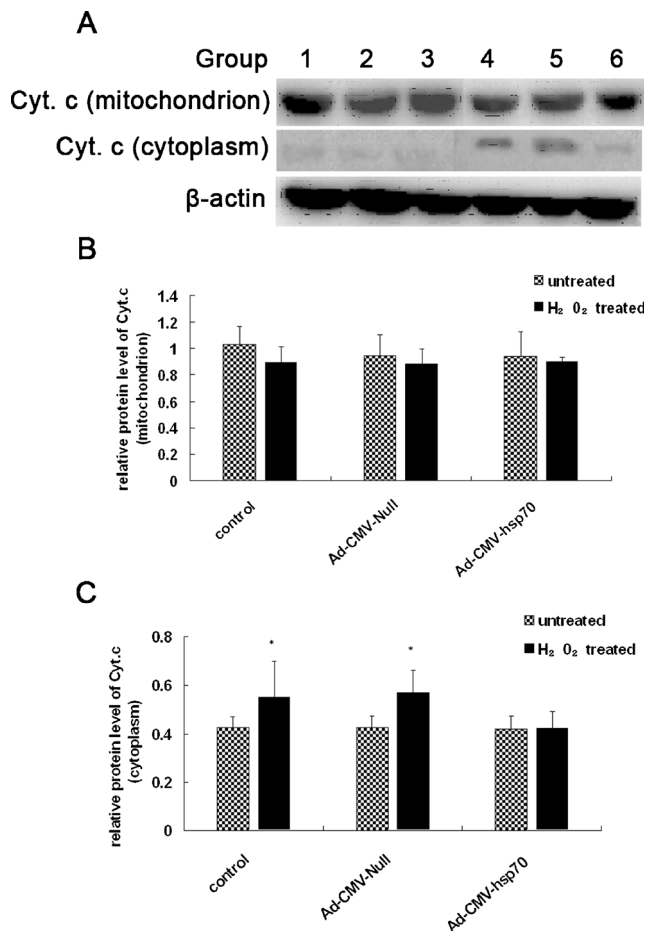 A
Group 1 2 3 4 5 6
Cyt. c (mitochondrion)
Cyt. c (cytoplasm)
β-actin
B
untreated
H₂ O₂ treated
relative protein level of Cyt.c
(mitochondrion)
1.4
1.2
1
0.8
0.6
0.4
0.2
0
control
Ad-CMV-Null
Ad-CMV-hsp70
C
untreated
H₂ O₂ treated
relative protein level of Cyt.c
(cytoplasm)
0.8
0.6
0.4
0.2
0
* *
control
Ad-CMV-Null
Ad-CMV-hsp70